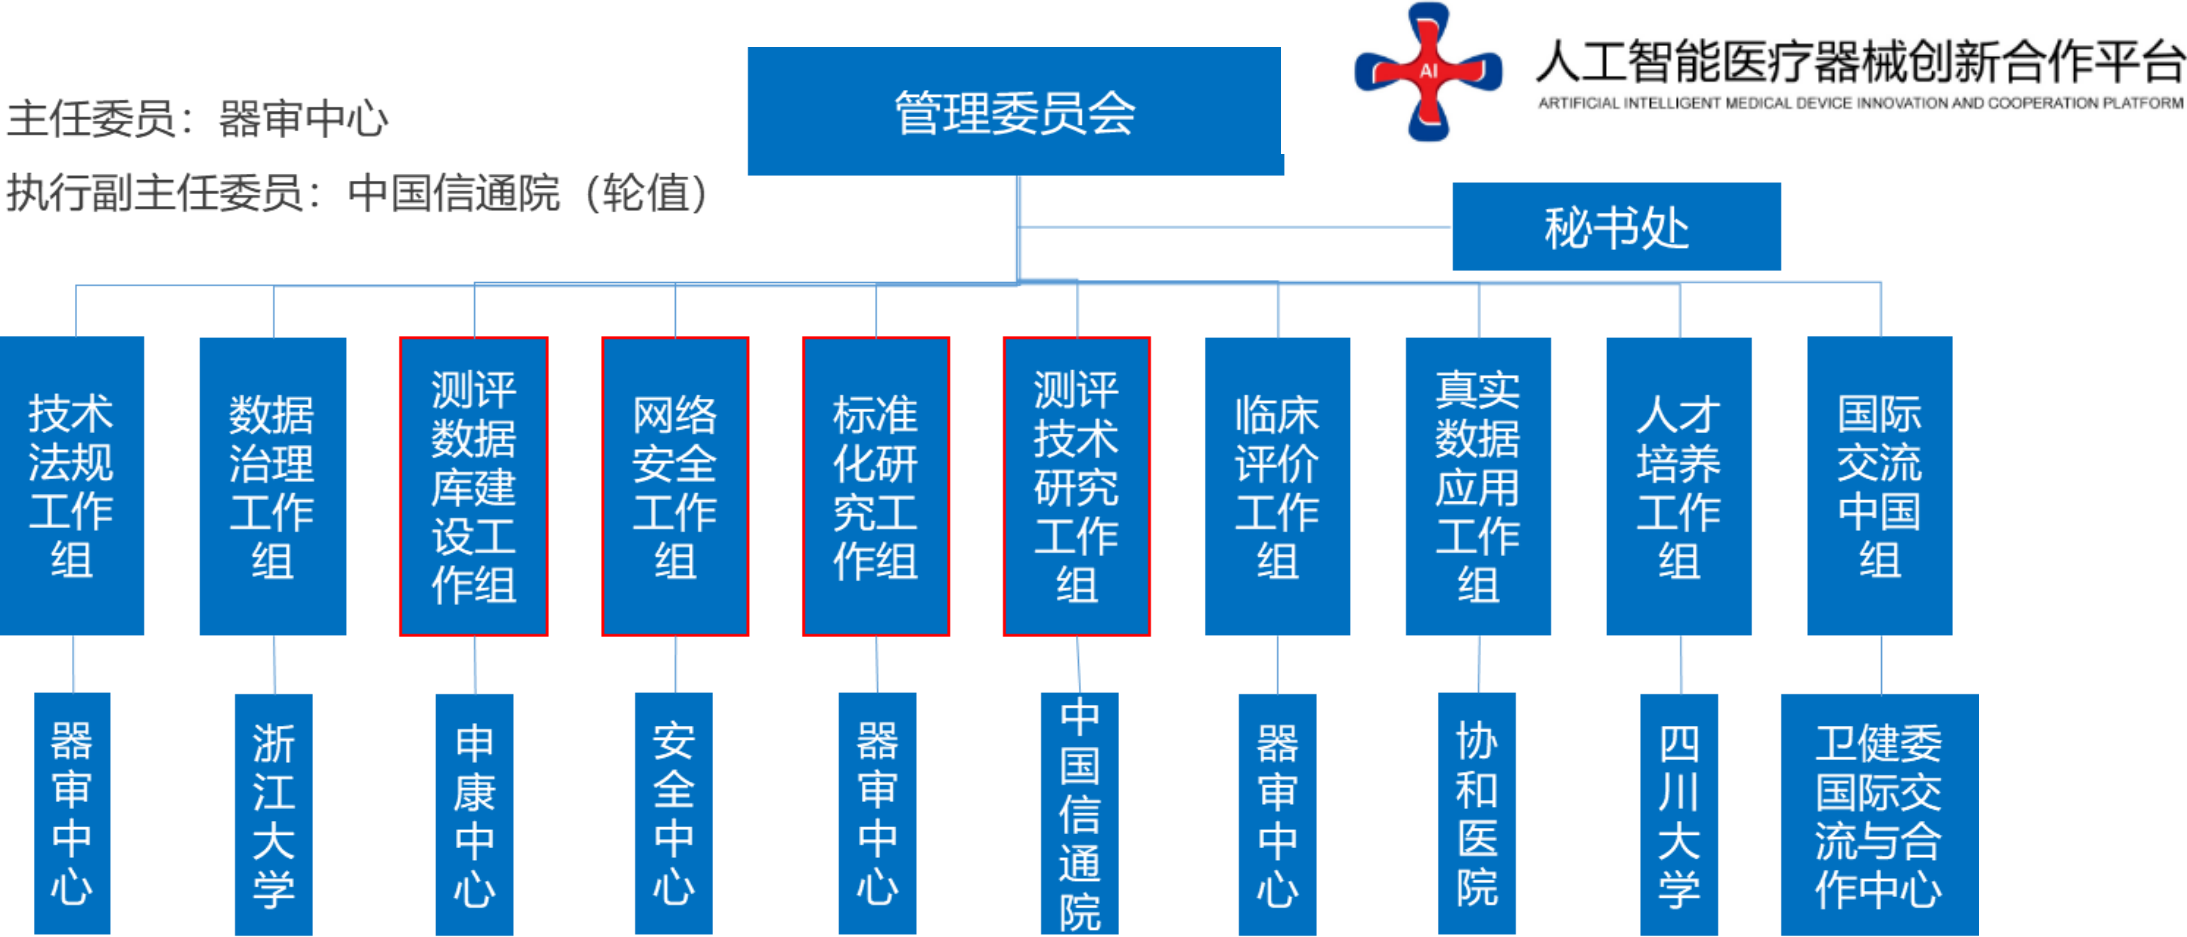 AI
人工智能医疗器械创新合作平台
ARTIFICIAL INTELLIGENT MEDICAL DEVICE INNOVATION AND COOPERATION PLATFORM
主任委员：器审中心
执行副主任委员：中国信通院（轮值）
管理委员会
秘书处
技术
法规
工作
组
数据
治理
工作
组
测评
数据
库建
设工
作组
网络
安全
工作
组
标准
化研
究工
作组
测评
技术
研究
工作
组
临床
评价
工作
组
真实
数据
应用
工作
组
人才
培养
工作
组
国际
交流
中国
组
器
审
中
心
浙
江
大
学
申
康
中
心
安
全
中
心
器
审
中
心
中
国
信
通
院
器
审
中
心
协
和
医
院
四
川
大
学
卫健委
国际交
流与合
作中心